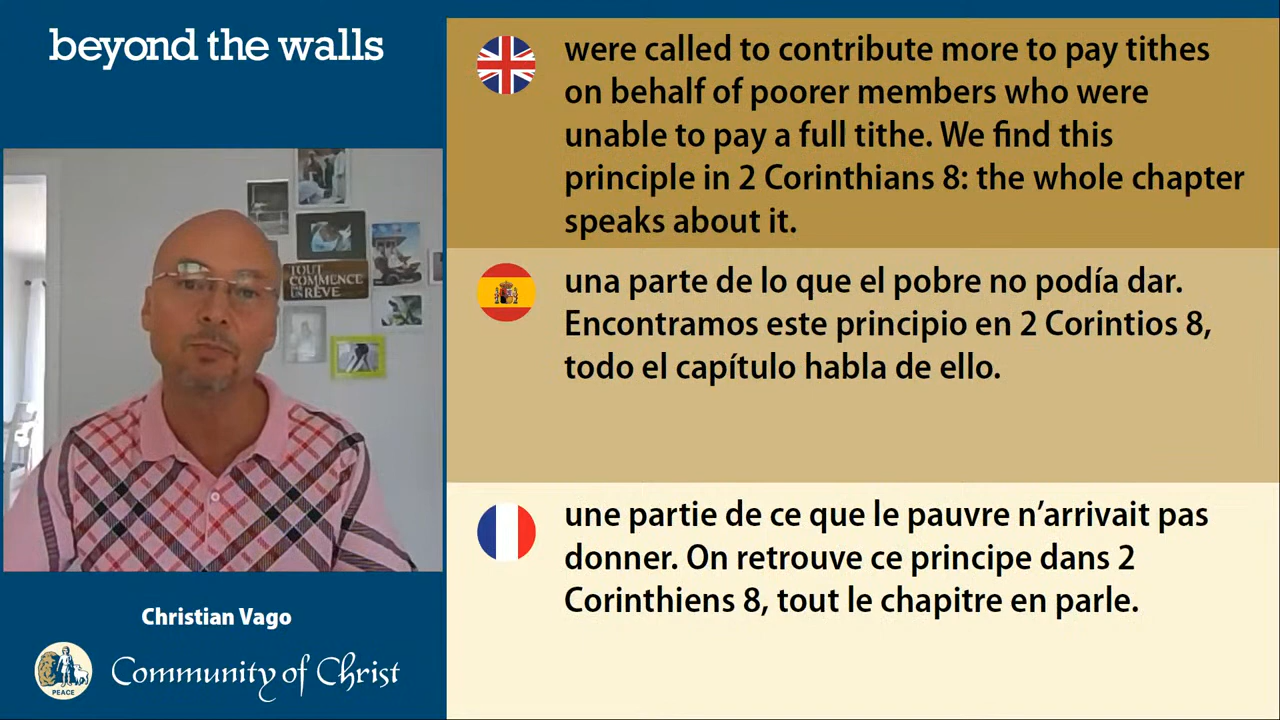 beyond the walls
TOUT
COMMENCE
PAR UN RÊVE
Christian Vago
PEACE
Community of Christ
were called to contribute more to pay tithes
on behalf of poorer members who were
unable to pay a full tithe. We find this
principle in 2 Corinthians 8: the whole chapter
speaks about it.
una parte de lo que el pobre no podía dar.
Encontramos este principio en 2 Corintios 8,
todo el capítulo habla de ello.
une partie de ce que le pauvre n’arrivait pas
donner. On retrouve ce principe dans 2
Corinthiens 8, tout le chapitre en parle.